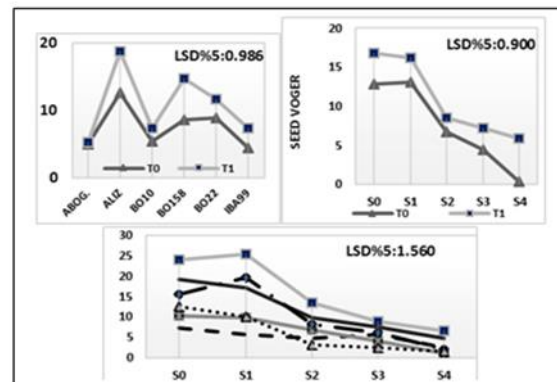 20
LSD%5:0.986
10
0
ABOG.
ALIZ
BO10
BO158
BO22
IBA99
T0
T1
SEED VOGER
20
LSD%5:0.900
15
10
5
0
S0 S1 S2 S3 S4
T0 T1
30
LSD%5:1.560
25
20
15
10
5
0
S0 S1 S2 S3 S4